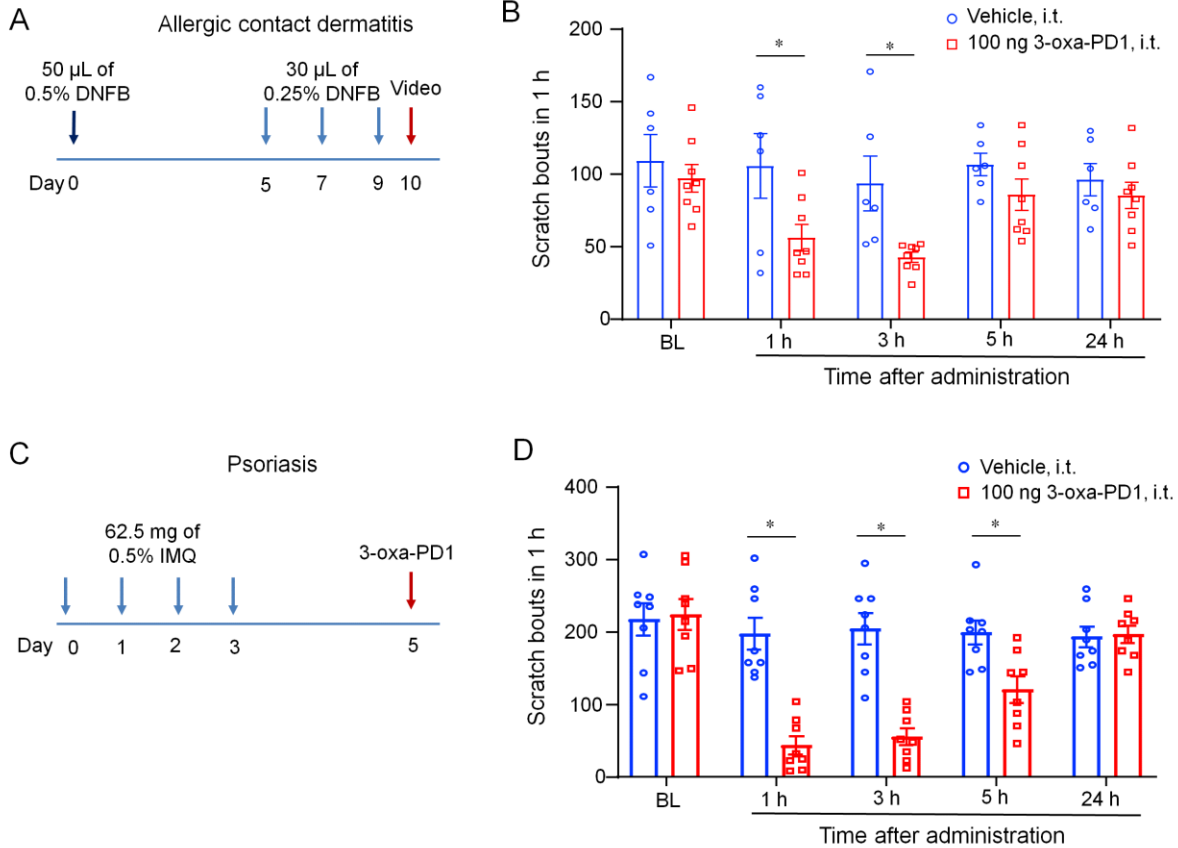 A
Allergic contact dermatitis
50 µL of
0.5% DNFB
30 µL of
0.25% DNFB
Video
Day 0 5 7 9 10
B
Vehicle, i.t.
100 ng 3-oxa-PD1, i.t.
Scratch bouts in 1 h
200
150
100
50
0
* *
BL 1 h 3 h 5 h 24 h
Time after administration
C
Psoriasis
62.5 mg of
0.5% IMQ
3-oxa-PD1
Day 0 1 2 3 5
D
Vehicle, i.t.
100 ng 3-oxa-PD1, i.t.
Scratch bouts in 1 h
400
300
200
100
0
* * *
BL 1 h 3 h 5 h 24 h
Time after administration